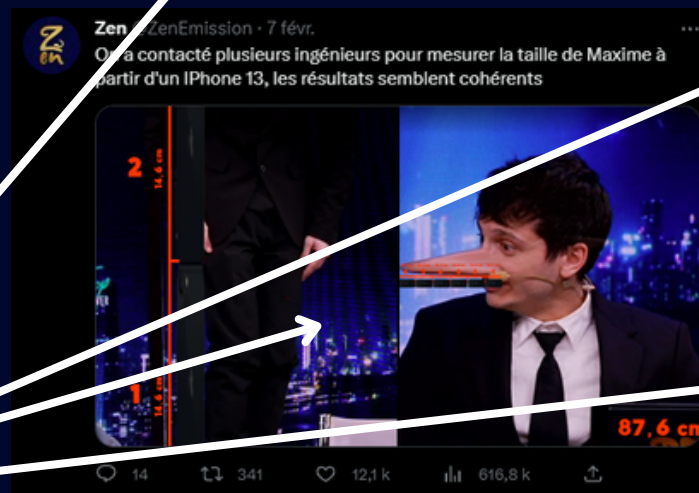 Zen
Zen @ZenEmission · 7 févr.
On a contacté plusieurs ingénieurs pour mesurer la taille de Maxime à
partir d'un IPhone 13, les résultats semblent cohérents
2
14,6 cm
1
14,6 cm
87,6 cm
14 341 12,1 k 616,8 k